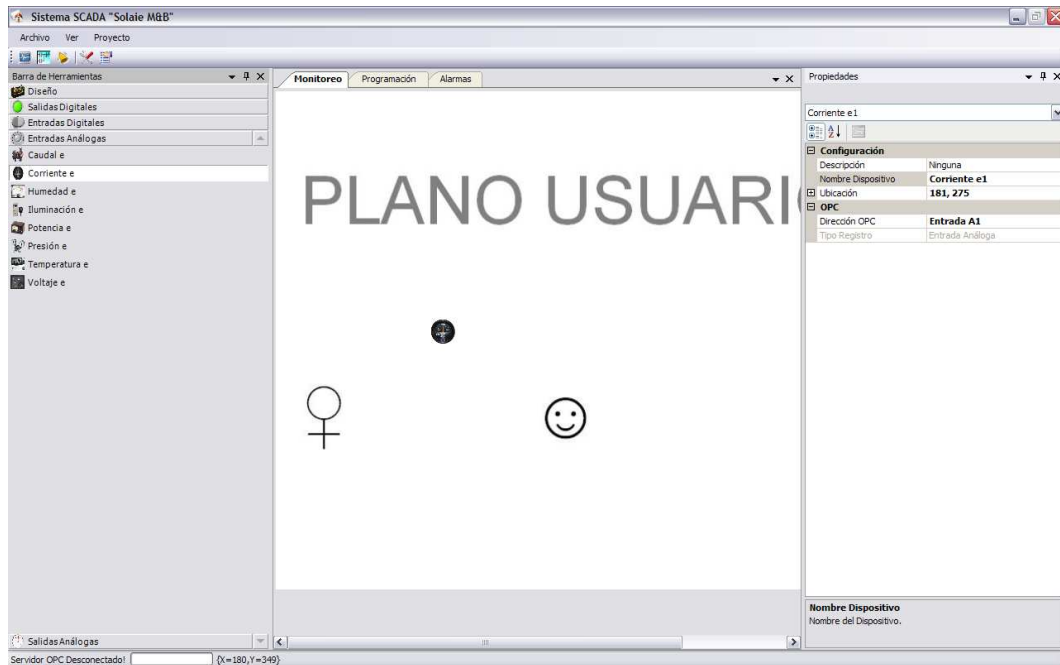 Sistema SCADA "Solaie M&B"
Archivo Ver Proyecto
Barra de Herramientas
Diseño
Salidas Digitales
Entradas Digitales
Entradas Análogas
Caudal e
Corriente e
Humedad e
Iluminación e
Potencia e
Presión e
Temperatura e
Voltaje e
Salidas Análogas
Monitoreo Programación Alarmas
PLANO USUARI
Propiedades
Corriente e1
Configuración
Descripción Ninguna
Nombre Dispositivo Corriente e1
Ubicación 181, 275
OPC
Dirección OPC Entrada A1
Tipo Registro Entrada Análoga
Nombre Dispositivo
Nombre del Dispositivo.
Servidor OPC Desconectado! {X=180,Y=349}